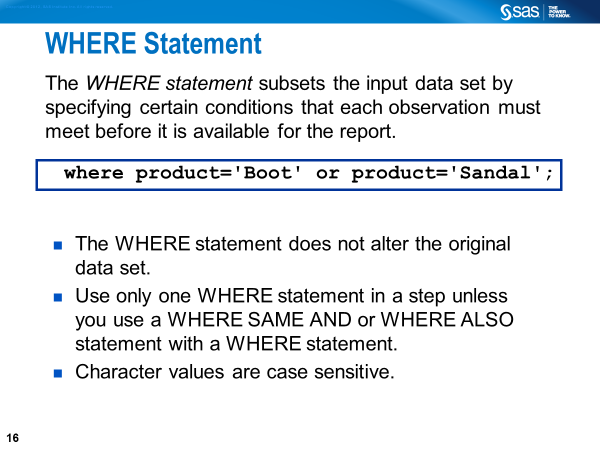 sas
THE
POWER
TO KNOW.
WHERE Statement
The WHERE statement subsets the input data set by
specifying certain conditions that each observation must
meet before it is available for the report.
where product='Boot' or product='Sandal';
The WHERE statement does not alter the original
data set.
Use only one WHERE statement in a step unless
you use a WHERE SAME AND or WHERE ALSO
statement with a WHERE statement.
Character values are case sensitive.
16